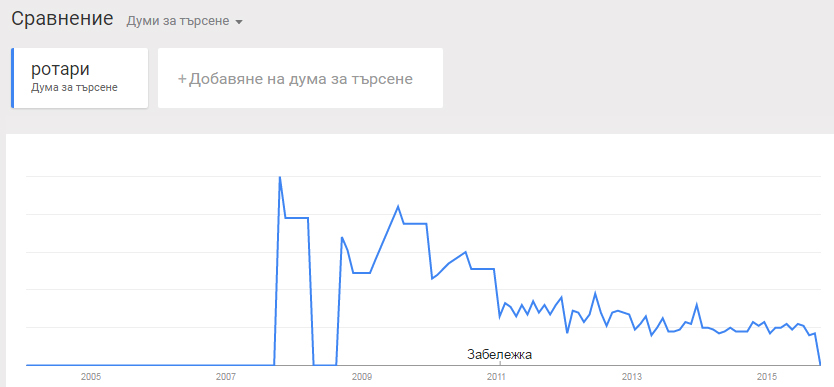 Сравнение Думи за търсене
ротари
Дума за търсене
+Добавяне на дума за търсене
Забележка
2005 2007 2009 2011 2013 2015